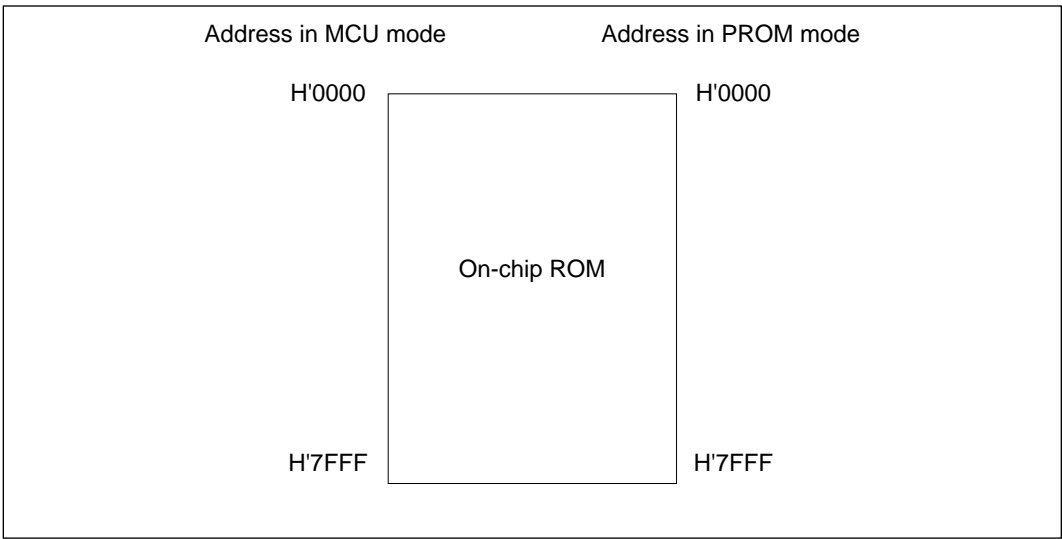 Address in MCU mode Address in PROM mode
H'0000 H'0000
On-chip ROM
H'7FFF H'7FFF